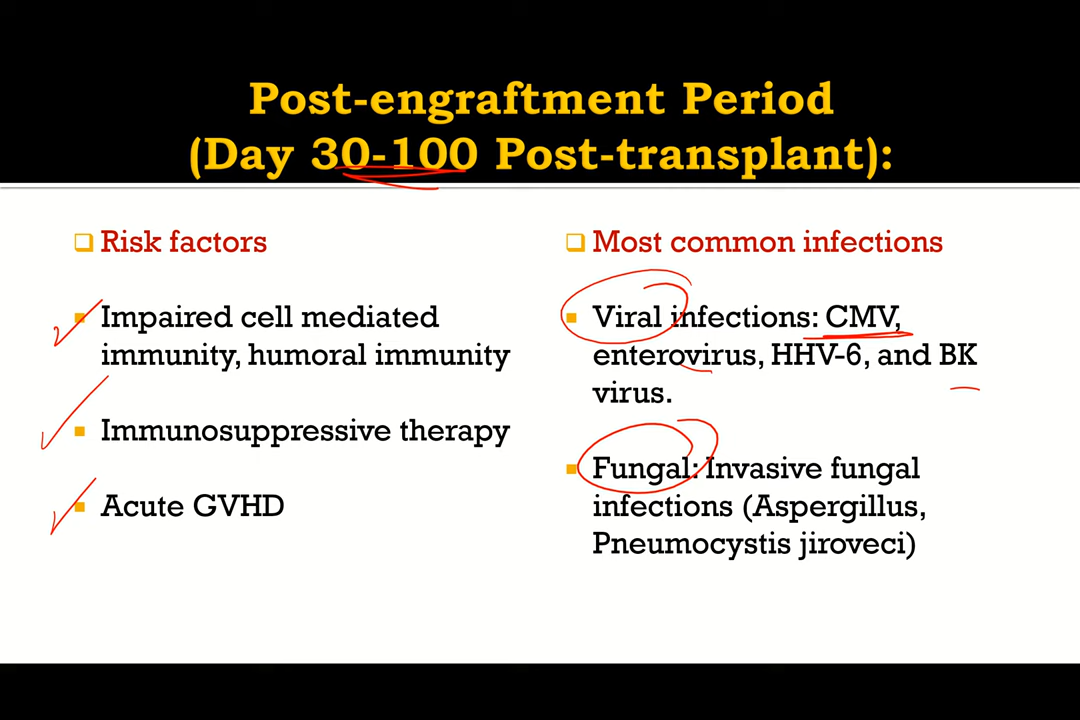 Post-engraftment Period
(Day 30-100 Post-transplant):
Risk factors
Impaired cell mediated
immunity, humoral immunity
Immunosuppressive therapy
Acute GVHD
Most common infections
Viral infections: CMV,
enterovirus, HHV-6, and BK
virus.
Fungal: Invasive fungal
infections (Aspergillus,
Pneumocystis jiroveci)